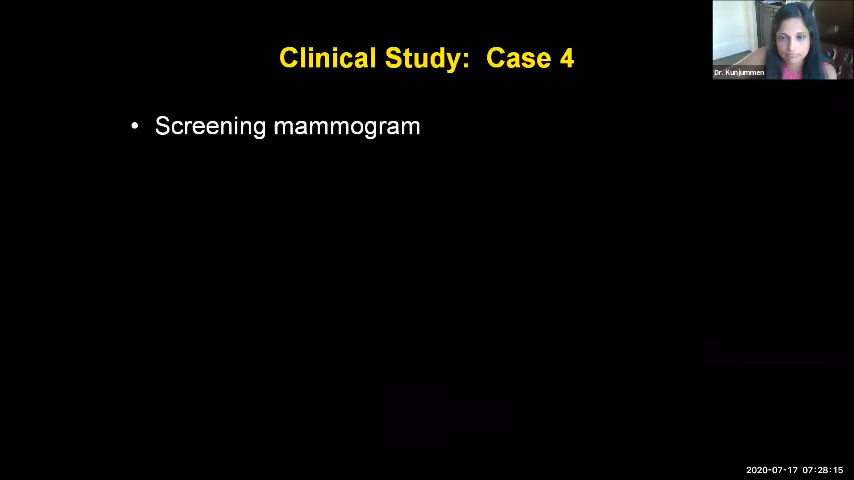 Clinical Study: Case 4
Dr. Kunjummen
• Screening mammogram
2020-07-17 07:28:15